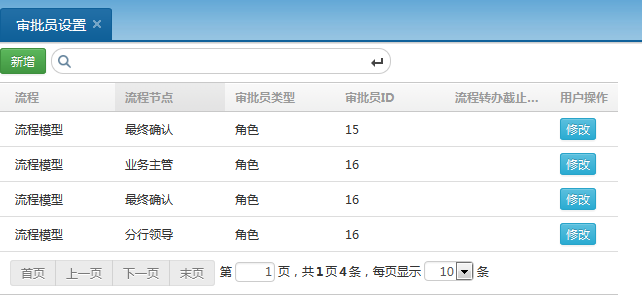 审批员设置 ×
新增
流程 流程节点 审批员类型 审批员ID 流程转办截止... 用户操作
流程模型 最终确认 角色 15 修改
流程模型 业务主管 角色 16 修改
流程模型 最终确认 角色 16 修改
流程模型 分行领导 角色 16 修改
首页 上一页 下一页 末页 第 1 页，共1页4条，每页显示 10 条